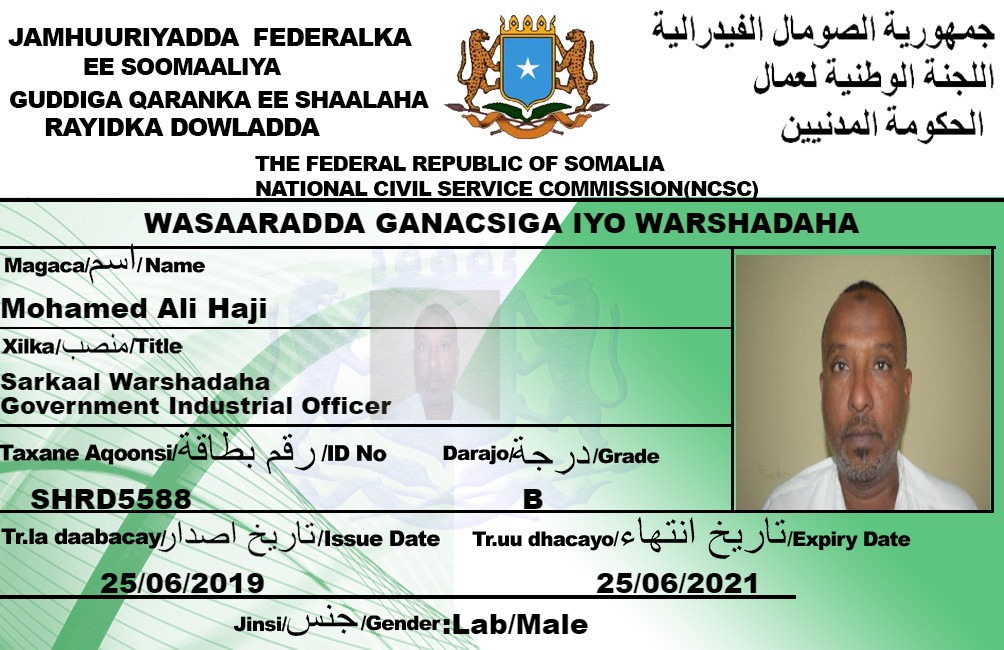 JAMHUURIYADDA FEDERALKA
EE SOOMAALIYA
GUDDIGA QARANKA EE SHAALAHA
RAYIDKA DOWLADDA
جمهورية الصومال الفيدرالية
اللجنة الوطنية لعمال
الحكومة المدنيين
THE FEDERAL REPUBLIC OF SOMALIA
NATIONAL CIVIL SERVICE COMMISSION(NCSC)
WASAARADDA GANACSIGA IYO WARSHADAHA
Magaca/اسم/Name
Mohamed Ali Haji
Xilka/منصب/Title
Sarkaal Warshadaha
Government Industrial Officer
Taxane Aqoonsi/رقم بطاقة/ID No
SHRD5588
Darajo/درجة/Grade
B
Tr.la daabacay/تاريخ اصدار/Issue Date
25/06/2019
Tr.uu dhacayo/تاريخ انتهاء/Expiry Date
25/06/2021
Jinsi/جنس/Gender:Lab/Male